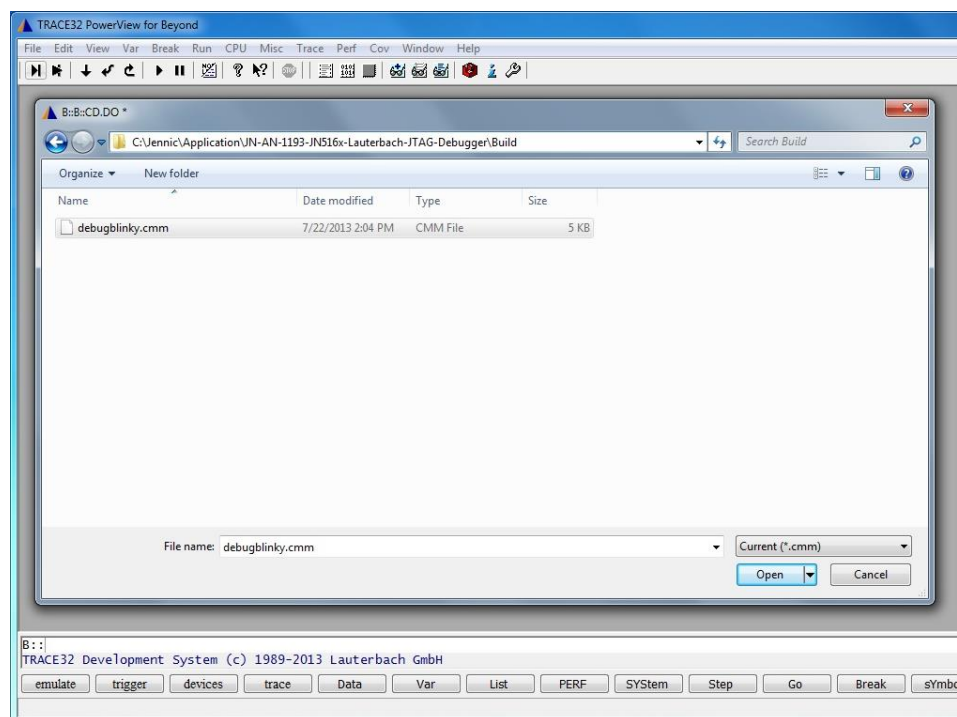 TRACE32 PowerView for Beyond
File Edit View Var Break Run CPU Misc Trace Perf Cov Window Help
B::B::CD.DO *
C:\Jennic\Application\JN-AN-1193-JN516x-Lauterbach-JTAG-Debugger\Build
Search Build
Organize New folder
Name Date modified Type Size
debugblinky.cmm 7/22/2013 2:04 PM CMM File 5 KB
File name: debugblinky.cmm Current (*.cmm)
Open Cancel
B::
TRACE32 Development System (c) 1989-2013 Lauterbach GmbH
emulate trigger devices trace Data Var List PERF SYStem Step Go Break sYmbo